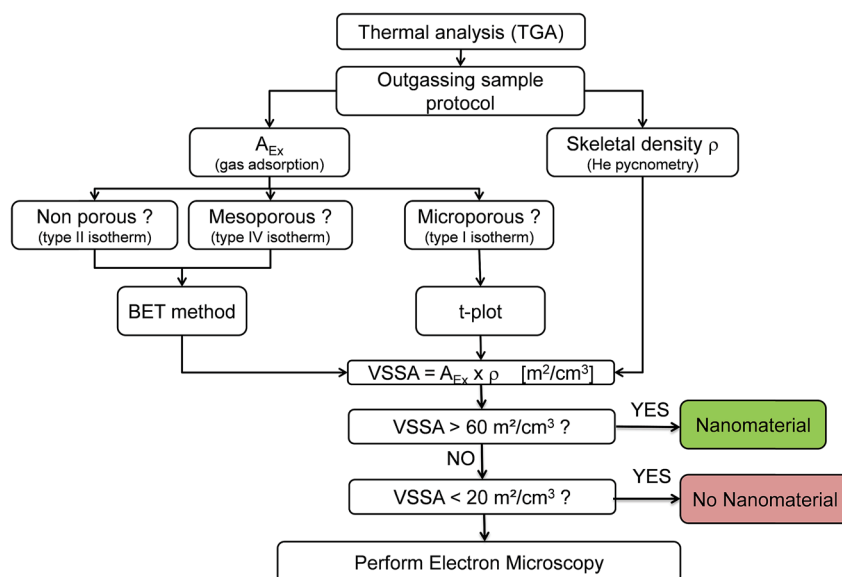 Thermal analysis (TGA)
Outgassing sample
protocol
A_Ex
(gas adsorption)
Skeletal density ρ
(He pycnometry)
Non porous ?
(type II isotherm)
Mesoporous ?
(type IV isotherm)
Microporous ?
(type I isotherm)
BET method
t-plot
VSSA = A_Ex x ρ [m²/cm³]
VSSA > 60 m²/cm³ ?
YES
Nanomaterial
NO
VSSA < 20 m²/cm³ ?
YES
No Nanomaterial
Perform Electron Microscopy